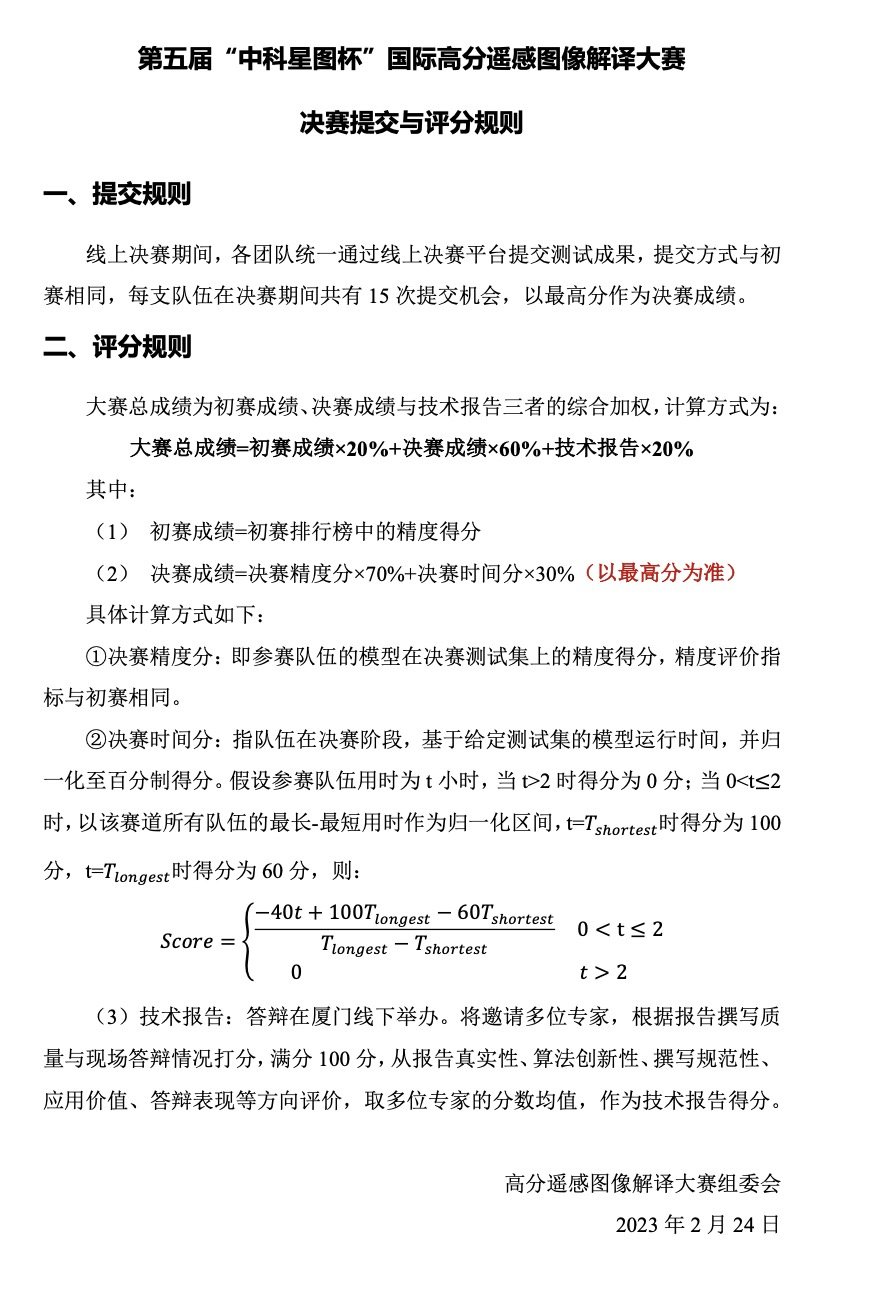 第五届“中科星图杯”国际高分遥感图像解译大赛
决赛提交与评分规则
一、提交规则
线上决赛期间，各团队统一通过线上决赛平台提交测试成果，提交方式与初
赛相同，每支队伍在决赛期间共有 15 次提交机会，以最高分作为决赛成绩。
二、评分规则
大赛总成绩为初赛成绩、决赛成绩与技术报告三者的综合加权，计算方式为：
大赛总成绩=初赛成绩×20%+决赛成绩×60%+技术报告×20%
其中：
（1） 初赛成绩=初赛排行榜中的精度得分
（2） 决赛成绩=决赛精度分×70%+决赛时间分×30%（以最高分为准）
具体计算方式如下：
①决赛精度分：即参赛队伍的模型在决赛测试集上的精度得分，精度评价指
标与初赛相同。
②决赛时间分：指队伍在决赛阶段，基于给定测试集的模型运行时间，并归
一化至百分制得分。假设参赛队伍用时为 t 小时，当 t>2 时得分为 0 分；当 0<t≤2
时，以该赛道所有队伍的最长-最短用时作为归一化区间，t=Tshortest时得分为 100
分，t=Tlongest时得分为 60 分，则：
−40t + 100Tlongest − 60Tshortest
Score = { Tlongest − Tshortest 0 < t ≤ 2
0 t > 2
（3）技术报告：答辩在厦门线下举办。将邀请多位专家，根据报告撰写质
量与现场答辩情况打分，满分 100 分，从报告真实性、算法创新性、撰写规范性、
应用价值、答辩表现等方向评价，取多位专家的分数均值，作为技术报告得分。
高分遥感图像解译大赛组委会
2023 年 2 月 24 日